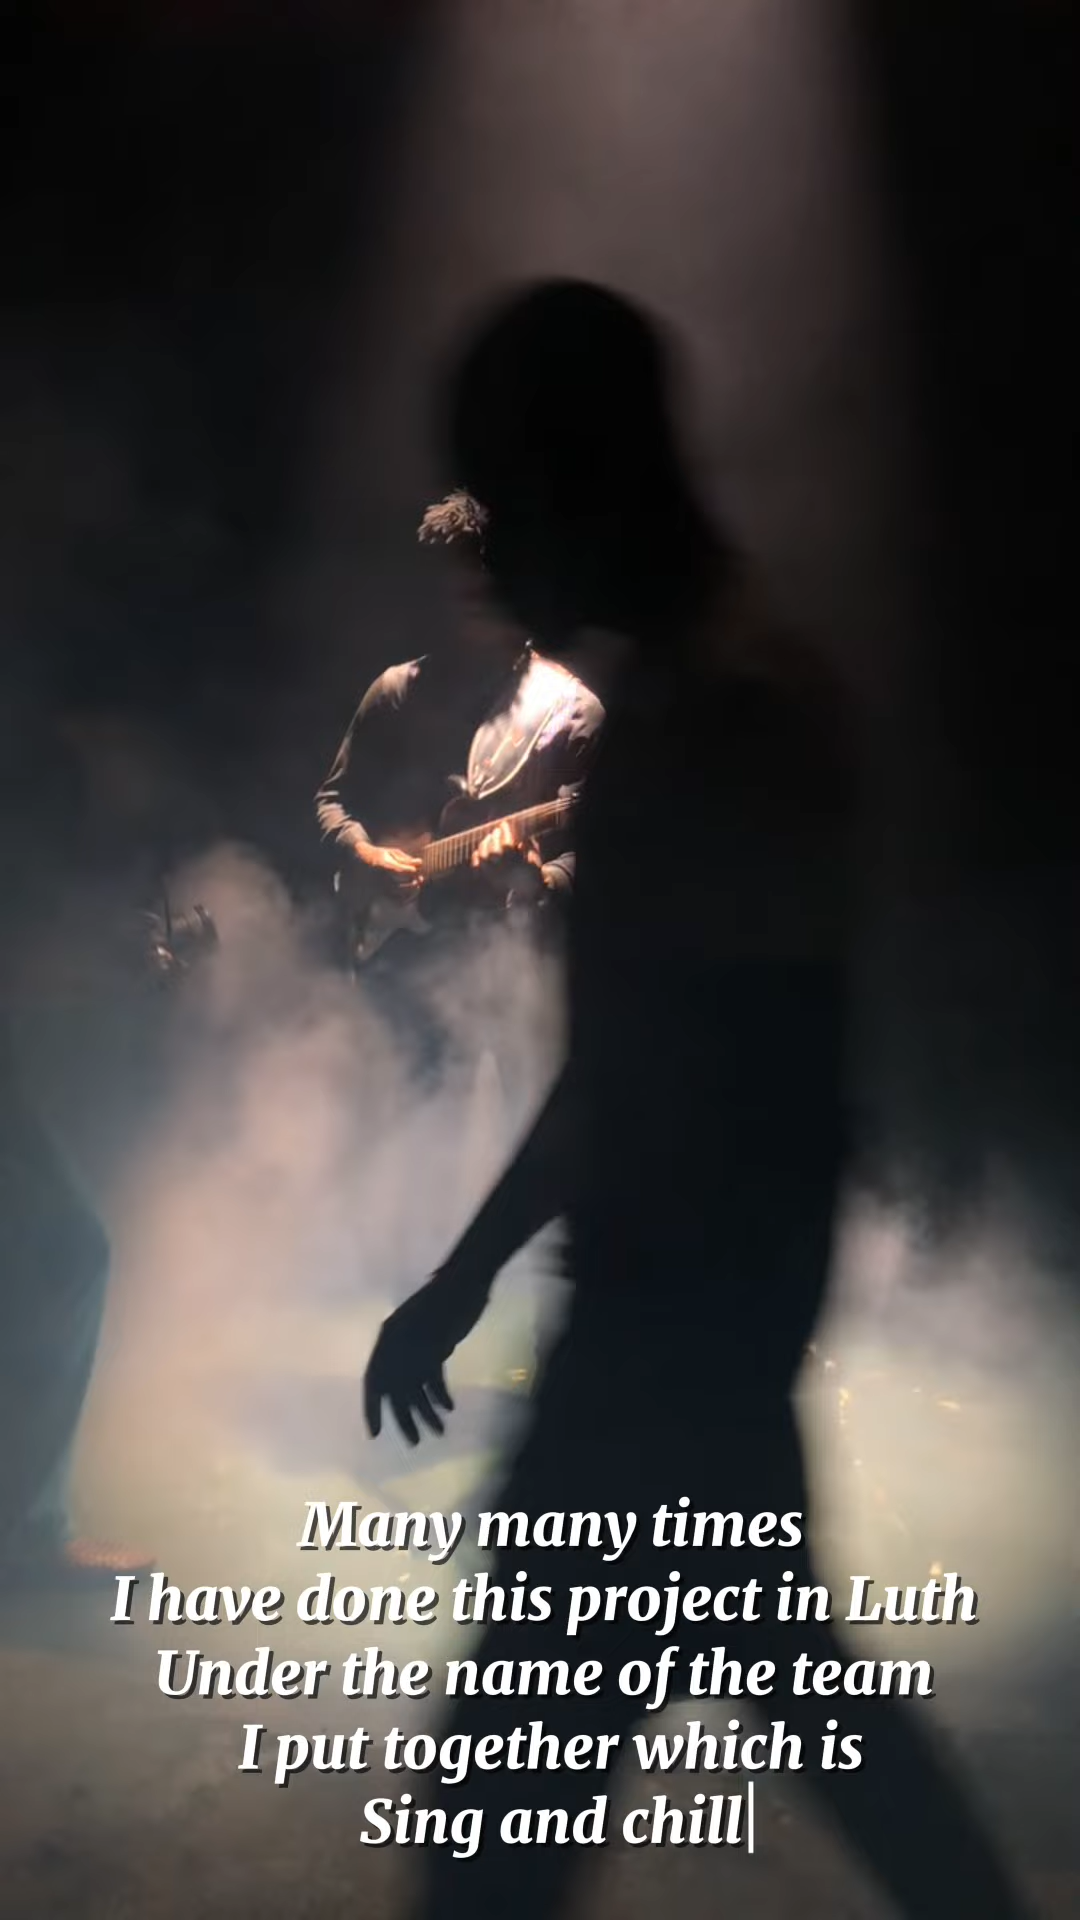 Many many times
I have done this project in Luth
Under the name of the team
I put together which is
Sing and chill